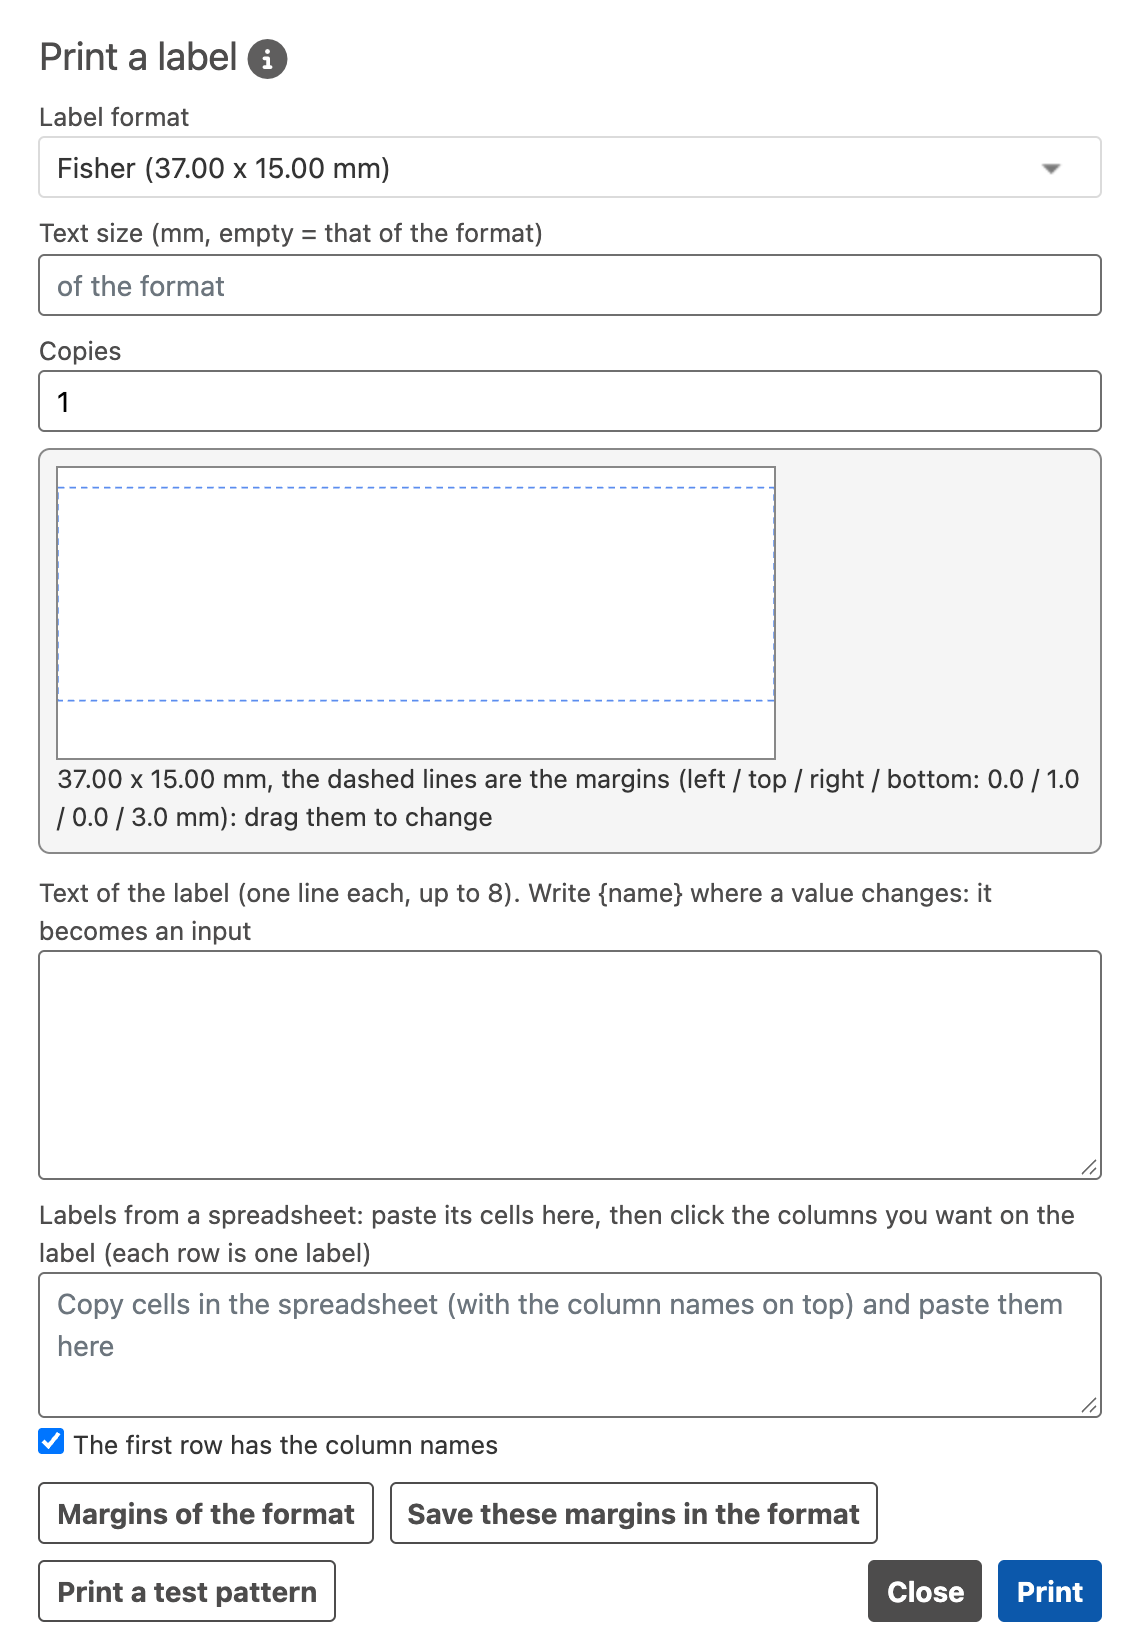 Print a label
Label format
Fisher (37.00 x 15.00 mm)
Text size (mm, empty = that of the format)
of the format
Copies
1
37.00 x 15.00 mm, the dashed lines are the margins (left / top / right / bottom: 0.0 / 1.0
/ 0.0 / 3.0 mm): drag them to change
Text of the label (one line each, up to 8). Write {name} where a value changes: it
becomes an input
Labels from a spreadsheet: paste its cells here, then click the columns you want on the
label (each row is one label)
Copy cells in the spreadsheet (with the column names on top) and paste them
here
The first row has the column names
Margins of the format
Save these margins in the format
Print a test pattern
Close
Print